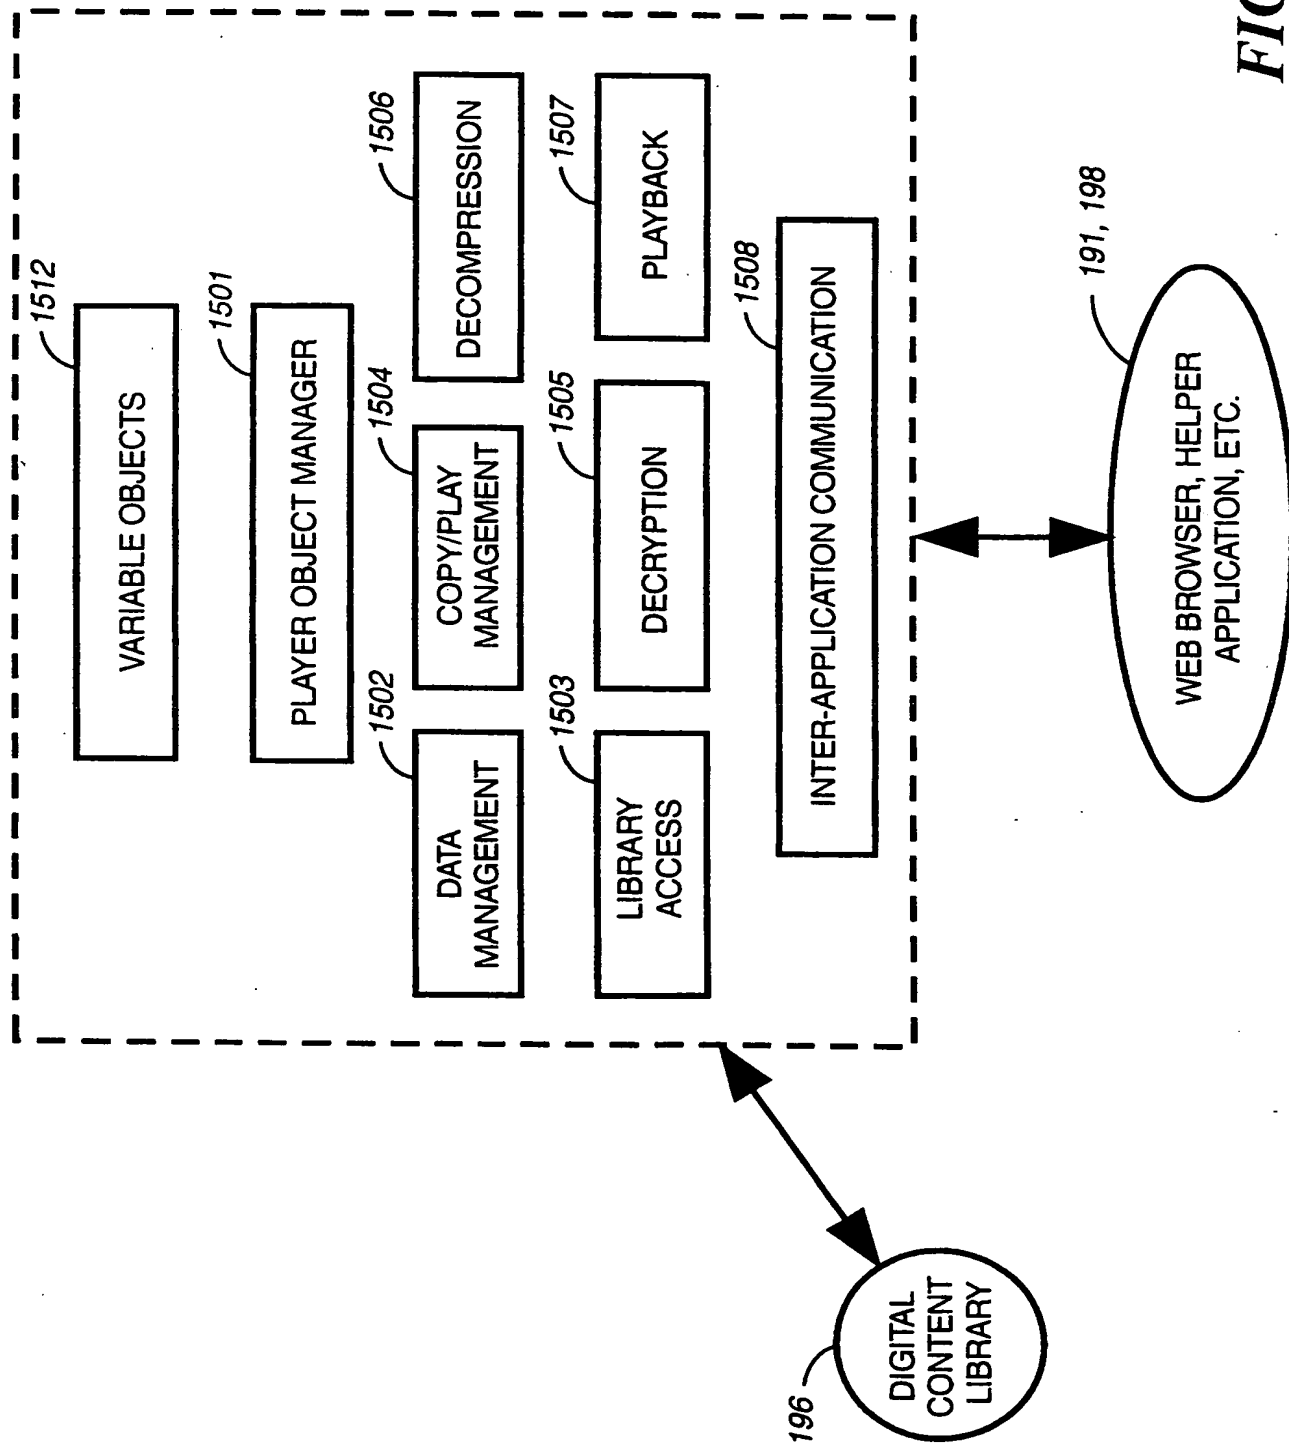 1512
VARIABLE OBJECTS
1501
PLAYER OBJECT MANAGER
1502
DATA
MANAGEMENT
1504
COPY/PLAY
MANAGEMENT
1506
DECOMPRESSION
1503
LIBRARY
ACCESS
1505
DECRYPTION
1507
PLAYBACK
1508
INTER-APPLICATION COMMUNICATION
196
DIGITAL
CONTENT
LIBRARY
191, 198
WEB BROWSER, HELPER
APPLICATION, ETC.